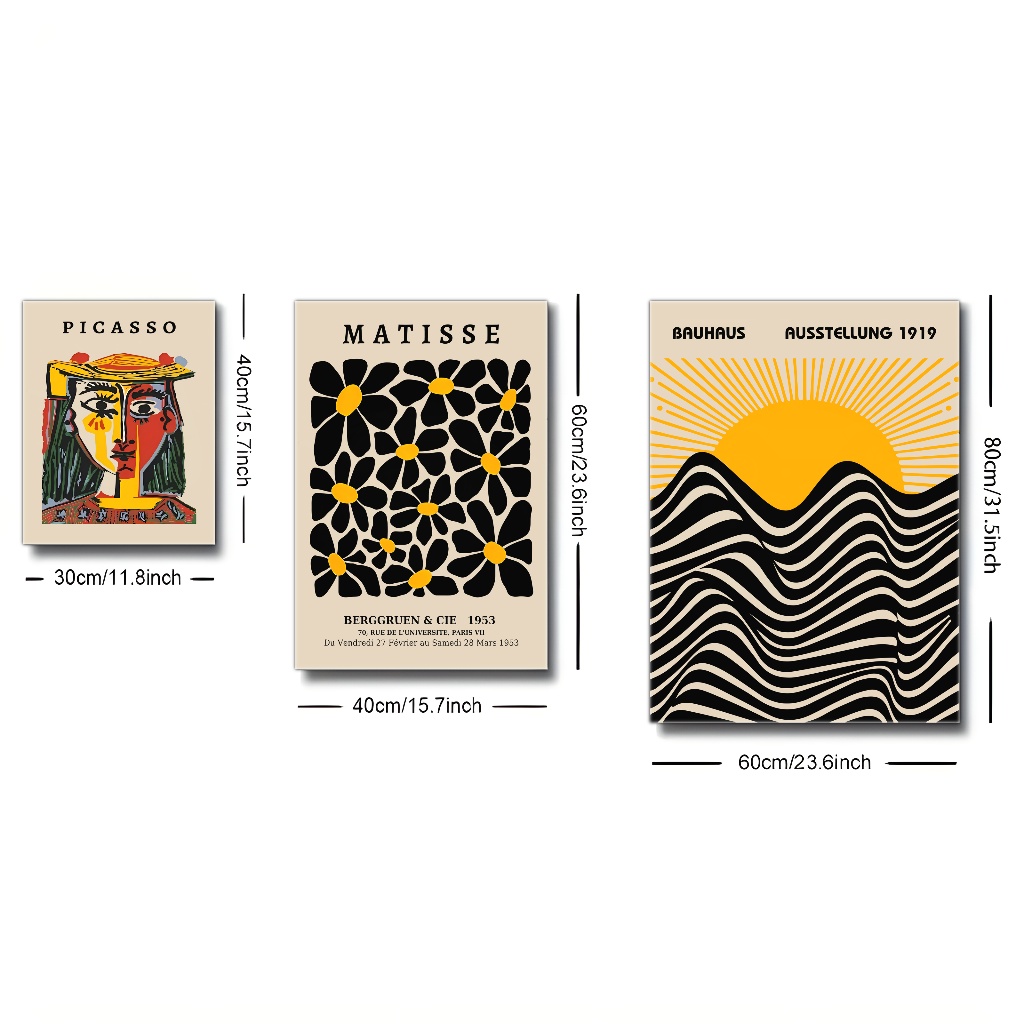 PICASSO
40cm/15.7inch
30cm/11.8inch
MATISSE
BERGGRUEN & CIE 1953
70, RUE DE L'UNIVERSITE, PARIS VII
Du Vendredi 27 Février au Samedi 28 Mars 1953
60cm/23.6inch
40cm/15.7inch
BAUHAUS AUSSTELLUNG 1919
80cm/31.5inch
60cm/23.6inch